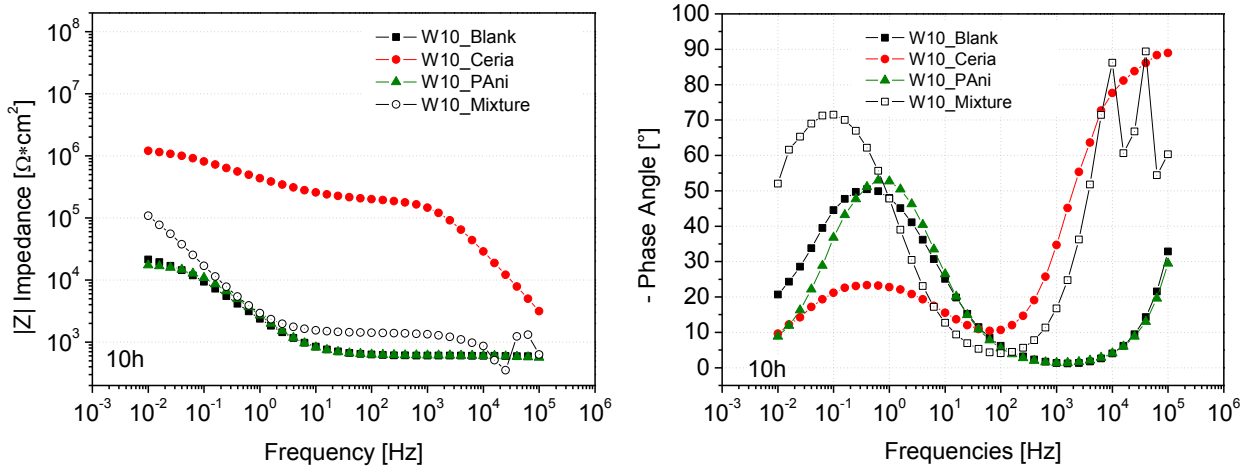 10^8
10^7
10^6
10^5
10^4
10^3
|Z| Impedance [Ω*cm^2]
W10_Blank
W10_Ceria
W10_PAni
W10_Mixture
10h
10^-3 10^-2 10^-1 10^0 10^1 10^2 10^3 10^4 10^5 10^6
Frequency [Hz]
100
90
80
70
60
50
40
30
20
10
0
- Phase Angle [°]
W10_Blank
W10_Ceria
W10_PAni
W10_Mixture
10h
10^-3 10^-2 10^-1 10^0 10^1 10^2 10^3 10^4 10^5 10^6
Frequencies [Hz]